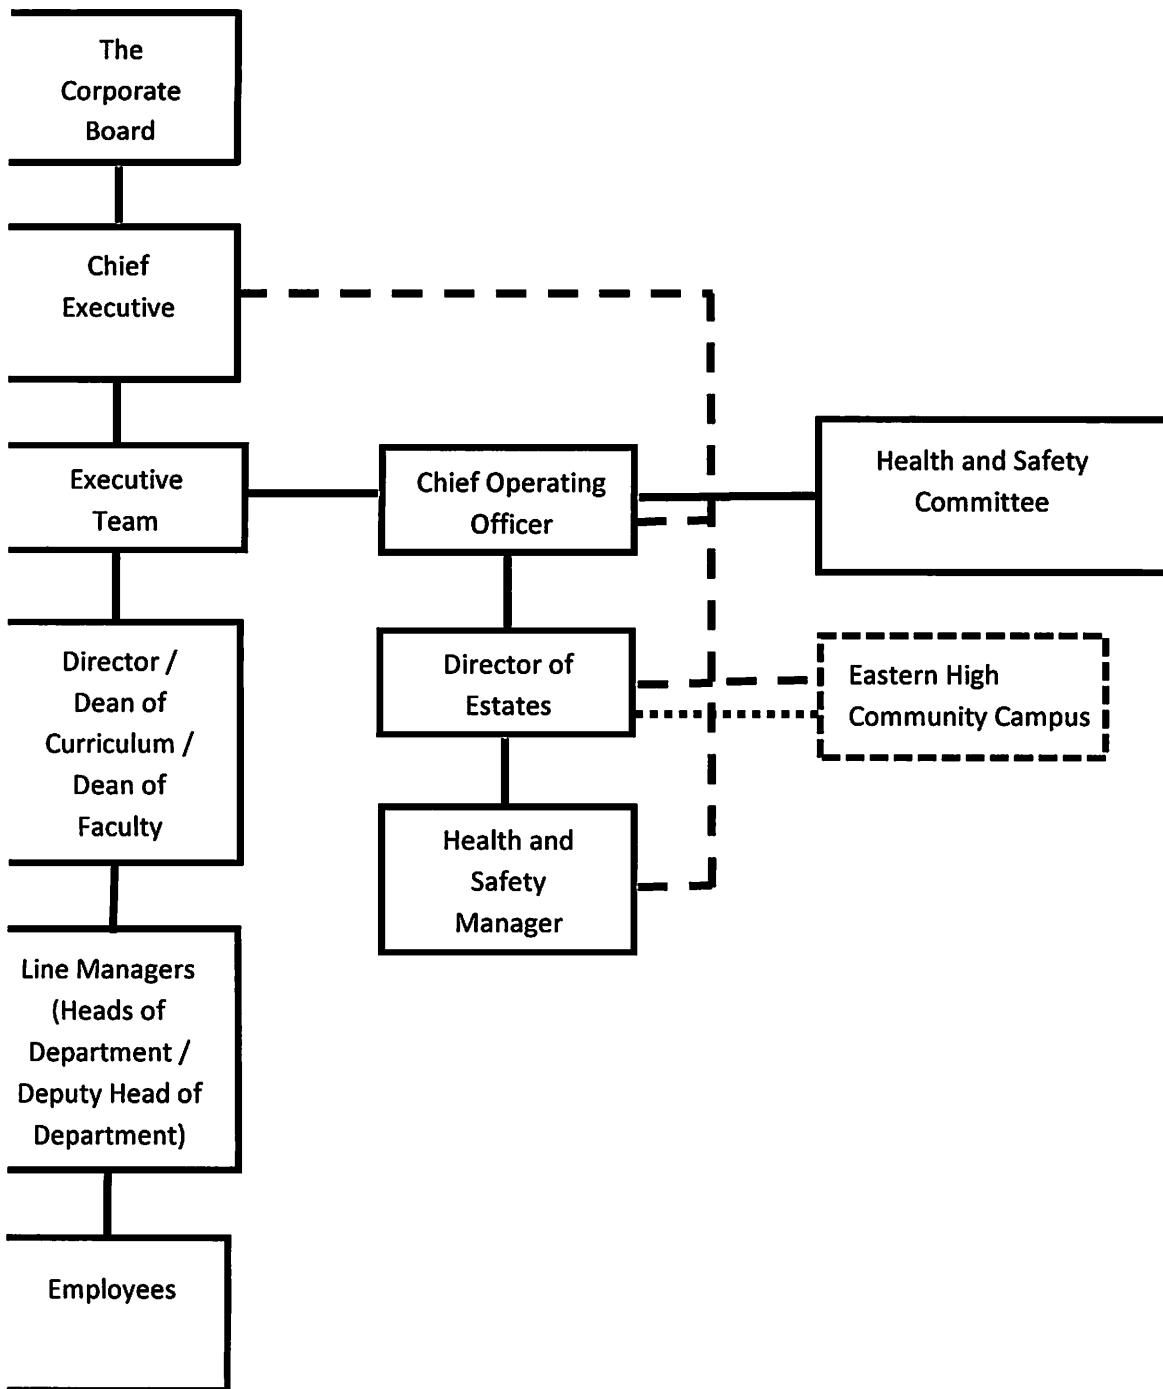 The
Corporate
Board
Chief
Executive
Executive
Team
Chief Operating
Officer
Health and Safety
Committee
Director /
Dean of
Curriculum /
Dean of
Faculty
Director of
Estates
Eastern High
Community Campus
Health and
Safety
Manager
Line Managers
(Heads of
Department /
Deputy Head of
Department)
Employees